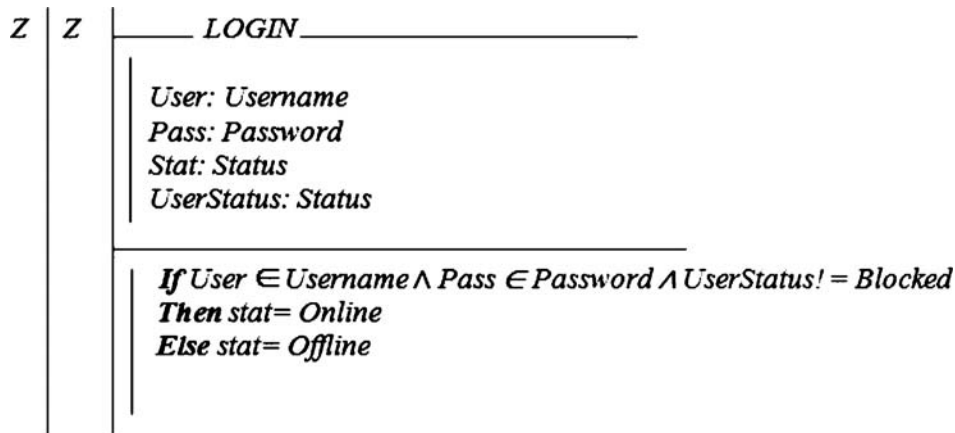 Z Z LOGIN
User: Username
Pass: Password
Stat: Status
UserStatus: Status
If User ∈ Username ∧ Pass ∈ Password ∧ UserStatus! = Blocked
Then stat= Online
Else stat= Offline